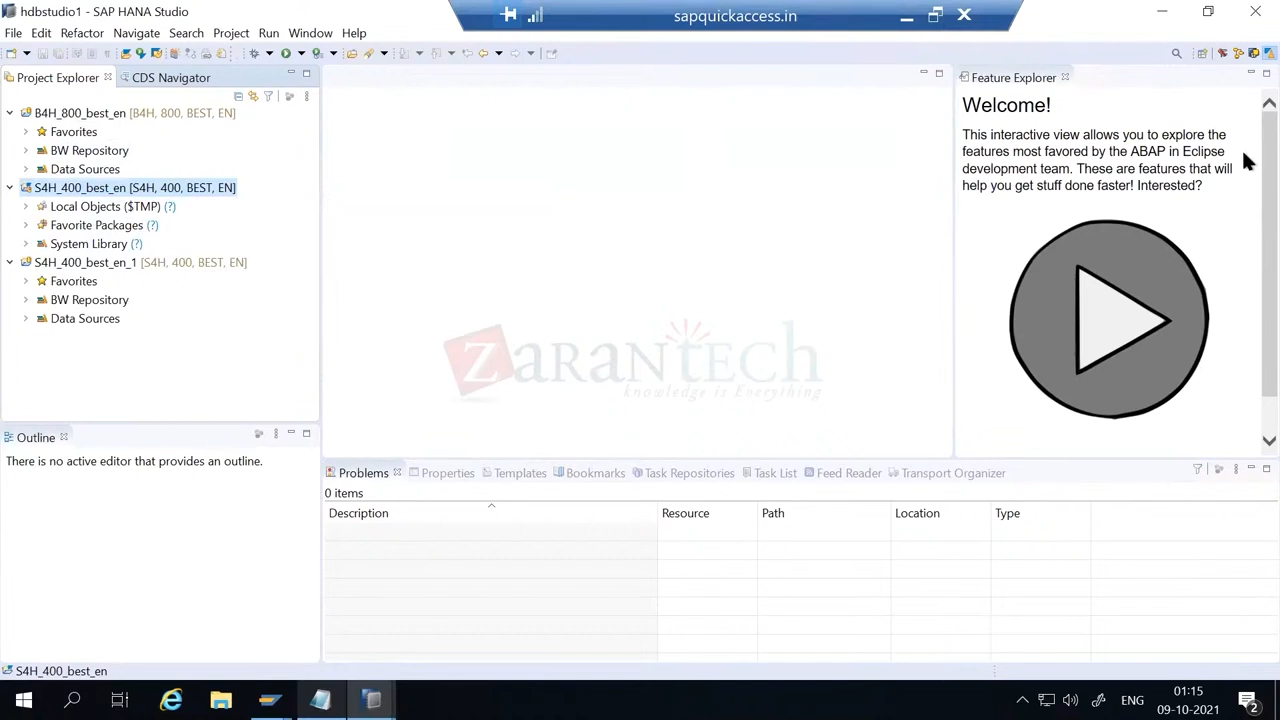 hdbstudio1 - SAP HANA Studio
sapquickaccess.in
File Edit Refactor Navigate Search Project Run Window Help
Project Explorer
CDS Navigator
B4H_800_best_en [B4H, 800, BEST, EN]
Favorites
BW Repository
Data Sources
S4H_400_best_en [S4H, 400, BEST, EN]
Local Objects ($TMP) (?)
Favorite Packages (?)
System Library (?)
S4H_400_best_en_1 [S4H, 400, BEST, EN]
Favorites
BW Repository
Data Sources
Feature Explorer
Welcome!
This interactive view allows you to explore the
features most favored by the ABAP in Eclipse
development team. These are features that will
help you get stuff done faster! Interested?
ZARANTECH
knowledge is Everything
Outline
There is no active editor that provides an outline.
Problems Properties Templates Bookmarks Task Repositories Task List Feed Reader Transport Organizer
0 items
Description Resource Path Location Type
S4H_400_best_en
ENG
01:15
09-10-2021
2